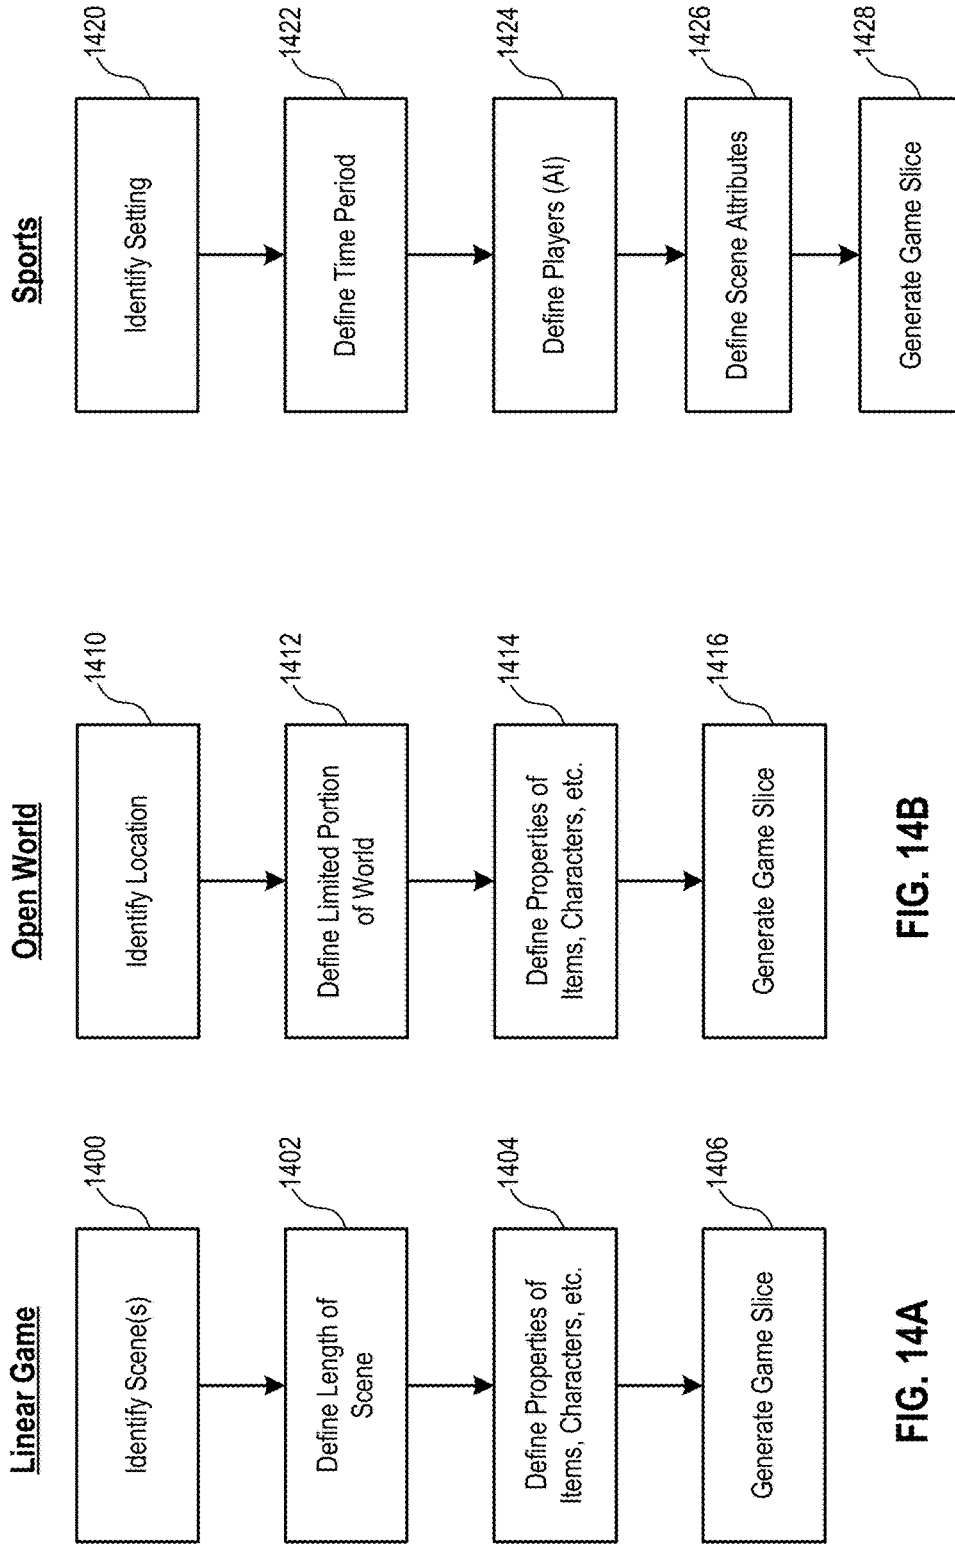 Linear Game
Identify Scene(s)
1400
Define Length of
Scene
1402
Define Properties of
Items, Characters, etc.
1404
Generate Game Slice
1406
FIG. 14A
Open World
Identify Location
1410
Define Limited Portion
of World
1412
Define Properties of
Items, Characters, etc.
1414
Generate Game Slice
1416
FIG. 14B
Sports
Identify Setting
1420
Define Time Period
1422
Define Players (AI)
1424
Define Scene Attributes
1426
Generate Game Slice
1428